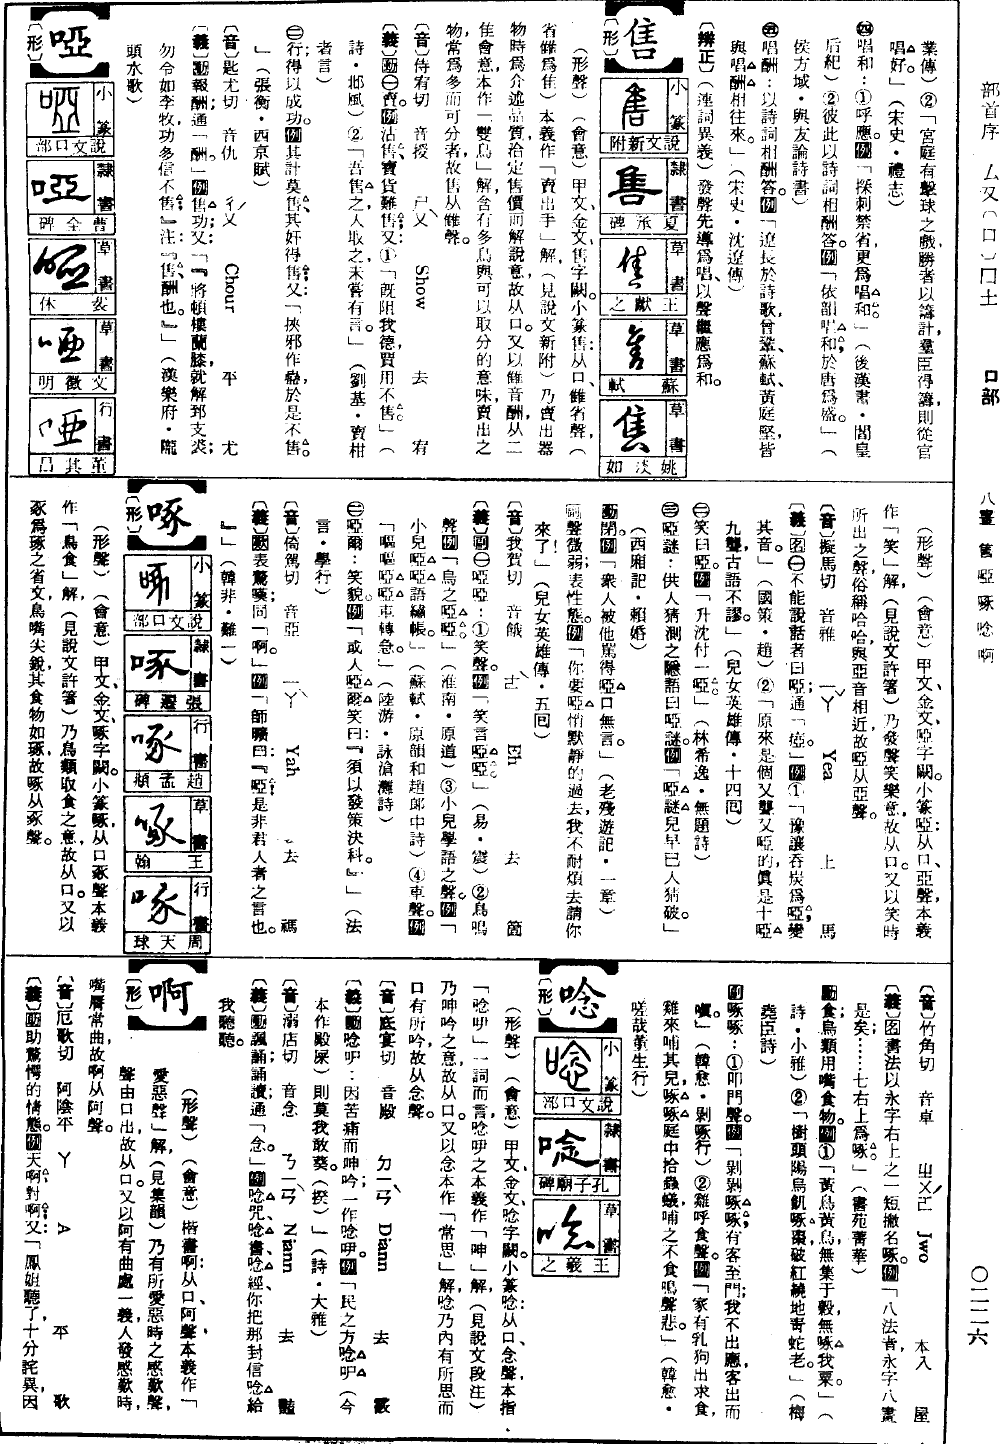 部首序 厶又(口)囗土 口部 八畫 售啞啄唸啊 〇二二六
業傳)②「宮庭有擊球之戲,勝者以籌計,羣臣得籌則從官
唱好。」(宋史・禮志)
㈣唱和:①呼應。例「探刺禁省,更爲唱和。」(後漢書・閻皇
后紀)②彼此以詩詞相酬答。例「依韻唱和,於唐爲盛。」(
侯方域・與友論詩書)
唱酬:以詩詞相酬答。例「遼長於詩歌,曾鞏、蘇軾、黃庭堅皆
與唱酬相往來。」(宋史・沈遼傳)
〔辨正〕(連詞異義)發聲先導爲唱,以聲繼應爲和。
售
〔形〕
小篆 說文新附
隸書 夏承碑
草書 王獻之
草書 蘇軾
草書 姚淡如
(形聲)(會意)甲文、金文售字闕。小篆售:从口、雔省聲,(
省雔爲隹)本義作「賣出手」解(見說文新附)乃賣出器
物時爲介述品質,洽定售價而解說意,故从口。又以雔音酬,从二
隹會意,本作「雙鳥」解,含有多鳥與可以取分的意味,賣出之
物常爲多而可分者,故售从雔聲。
〔音〕侍宥切 音授 ㄕㄡˋ Show 去 宥
〔義〕動㈠賣。例沽售;寶貨難售;又①「旣阻我德,賈用不售。」(
詩・邶風)②「吾售之,人取之,未嘗有言。」(劉基・賣柑
者言)
㈡行;得以成功。例其計莫售;其奸得售;又「挾邪作蠱,於是不售。
」(張衡・西京賦)
〔音〕匙尤切 音仇 ㄔㄡˊ Chour 平 尤
〔義〕動報酬;通「酬」。例售功;又「『將頓樓蘭膝,就解郅支裘;
勿令如李牧,功多信不售。』注:『售,酬也。』」(漢樂府・隴
頭水歌)
啞
〔形〕
小篆 說文口部
隸書 曹全碑
草書 裴休
草書 文徵明
行書 董其昌
(形聲)(會意)甲文、金文啞字闕。小篆啞:从口、亞聲,本義
作「笑」解,(見說文許箸)乃發聲笑樂意,故从口。又以笑時
所出之聲,俗稱哈哈,與亞音相近,故啞从亞聲。
〔音〕擬馬切 音雅 ㄧㄚˇ Yea 上 馬
〔義〕名㈠不能說話者曰啞;通「瘂」。例①「豫讓吞炭爲啞,變
其音。」(國策・趙)②「原來是個又聾又啞的,眞是十啞
九聾,古語不謬。」(兒女英雄傳・十四囘)
㈡笑曰啞。例「升沈付一啞。」(林希逸・無題詩)
㈢啞謎:供人猜測之隱語曰啞謎。例「啞謎兒早已人猜破。」
(西廂記・賴婚)
動閉。例「衆人被他駡得啞口無言。」(老殘遊記・一章)
副聲微弱;表性態。例「你要啞悄默靜的過去,我不耐煩去請你
來了!」(兒女英雄傳・五囘)
〔音〕我賀切 音餓 ㄜˋ Eh 去 箇
〔義〕副㈠啞啞:①笑聲。例「笑言啞啞。」(易・震)②鳥鳴
聲。例「烏之啞啞。」(淮南・原道)③小兒學語之聲。例「
小兒啞啞語繡帳。」(蘇軾・原韻和趙郞中詩)④車聲。例
「嘔嘔啞啞車轉急。」(陸游・詠滄灘詩)
㈡啞爾:笑貌。例「或人啞爾笑曰:『須以發策決科。』」(法
言・學行)
〔音〕倚駕切 音亞 ㄧㄚˋ Yah 去 禡
〔義〕歎表驚嘆;同「啊」。例「師曠曰:『啞!是非君人者之言也。
』」(韓非・難一)
啄
〔形〕
小篆 說文口部
隸書 張遷碑
行書 趙孟頫
草書 王翰
行書 周天球
(形聲)(會意)甲文、金文啄字闕。小篆啄:从口、豖聲,本義
作「鳥食」解(見說文許箸)乃鳥類取食之意,故从口。又以
豖爲琢之省文,鳥嘴尖銳,其食物如琢,故啄从豖聲。
〔音〕竹角切 音卓 ㄓㄨㄛˊ Jwo 本入 屋
〔義〕名書法以永字右上之一短撇名啄。例「八法者,永字八畫
是矣;……七右上爲啄。」(書苑菁華)
動食;鳥類用嘴食物。例①「黃鳥黃鳥,無集于穀,無啄我粟。」(
詩・小雅)②「樹頭陽烏飢啄棗,破紅繞地寄蛇老。」(梅
堯臣詩)
副啄啄:①叩門聲。例「剝剝啄啄,有客至門;我不出應,客出而
嗔。」(韓愈・剝啄行)②雞呼食聲。例「家有乳狗出求食,
雞來哺其兒,啄啄庭中拾蟲蟻,哺之不食鳴聲悲。」(韓愈・
嗟哉董生行)
唸
〔形〕
小篆 說文口部
隸書 孔子廟碑
草書 王羲之
(形聲)(會意)甲文、金文唸字闕。小篆唸:从口、念聲,本指
「唸㕧」一詞而言,唸㕧之本義作「呻」解,(見說文段注)
乃呻吟之意,故从口。又以念本作「常思」解,唸乃內有所思而
口有所吟,故从念聲。
〔音〕底宴切 音殿 ㄉㄧㄢˋ Diann 去 霰
〔義〕動唸㕧:因苦痛而呻吟,一作唸㕧。例「民之方唸㕧(今
本作殿屎)則莫我敢葵。(揆)」(詩・大雅)
〔音〕溺店切 音念 ㄋㄧㄢˋ Niann 去 豔
〔義〕動諷誦;誦讀;通「念。」例唸咒、唸書、唸經;你把那封信唸給
我聽聽。
啊
〔形〕
(形聲)(會意)楷書啊:从口、阿聲,本義作「
愛惡聲」解,(見集韻)乃有所愛惡時之感歎聲,
聲由口出,故从口。又以阿有曲處一義,人發感歎時,
嘴脣常曲,故啊从阿聲。
〔音〕厄歌切 阿陰平 ㄚ A 平 歌
〔義〕助驚愕的情態。例天啊!對啊!又:「鳳姐聽了,十分詫異,因